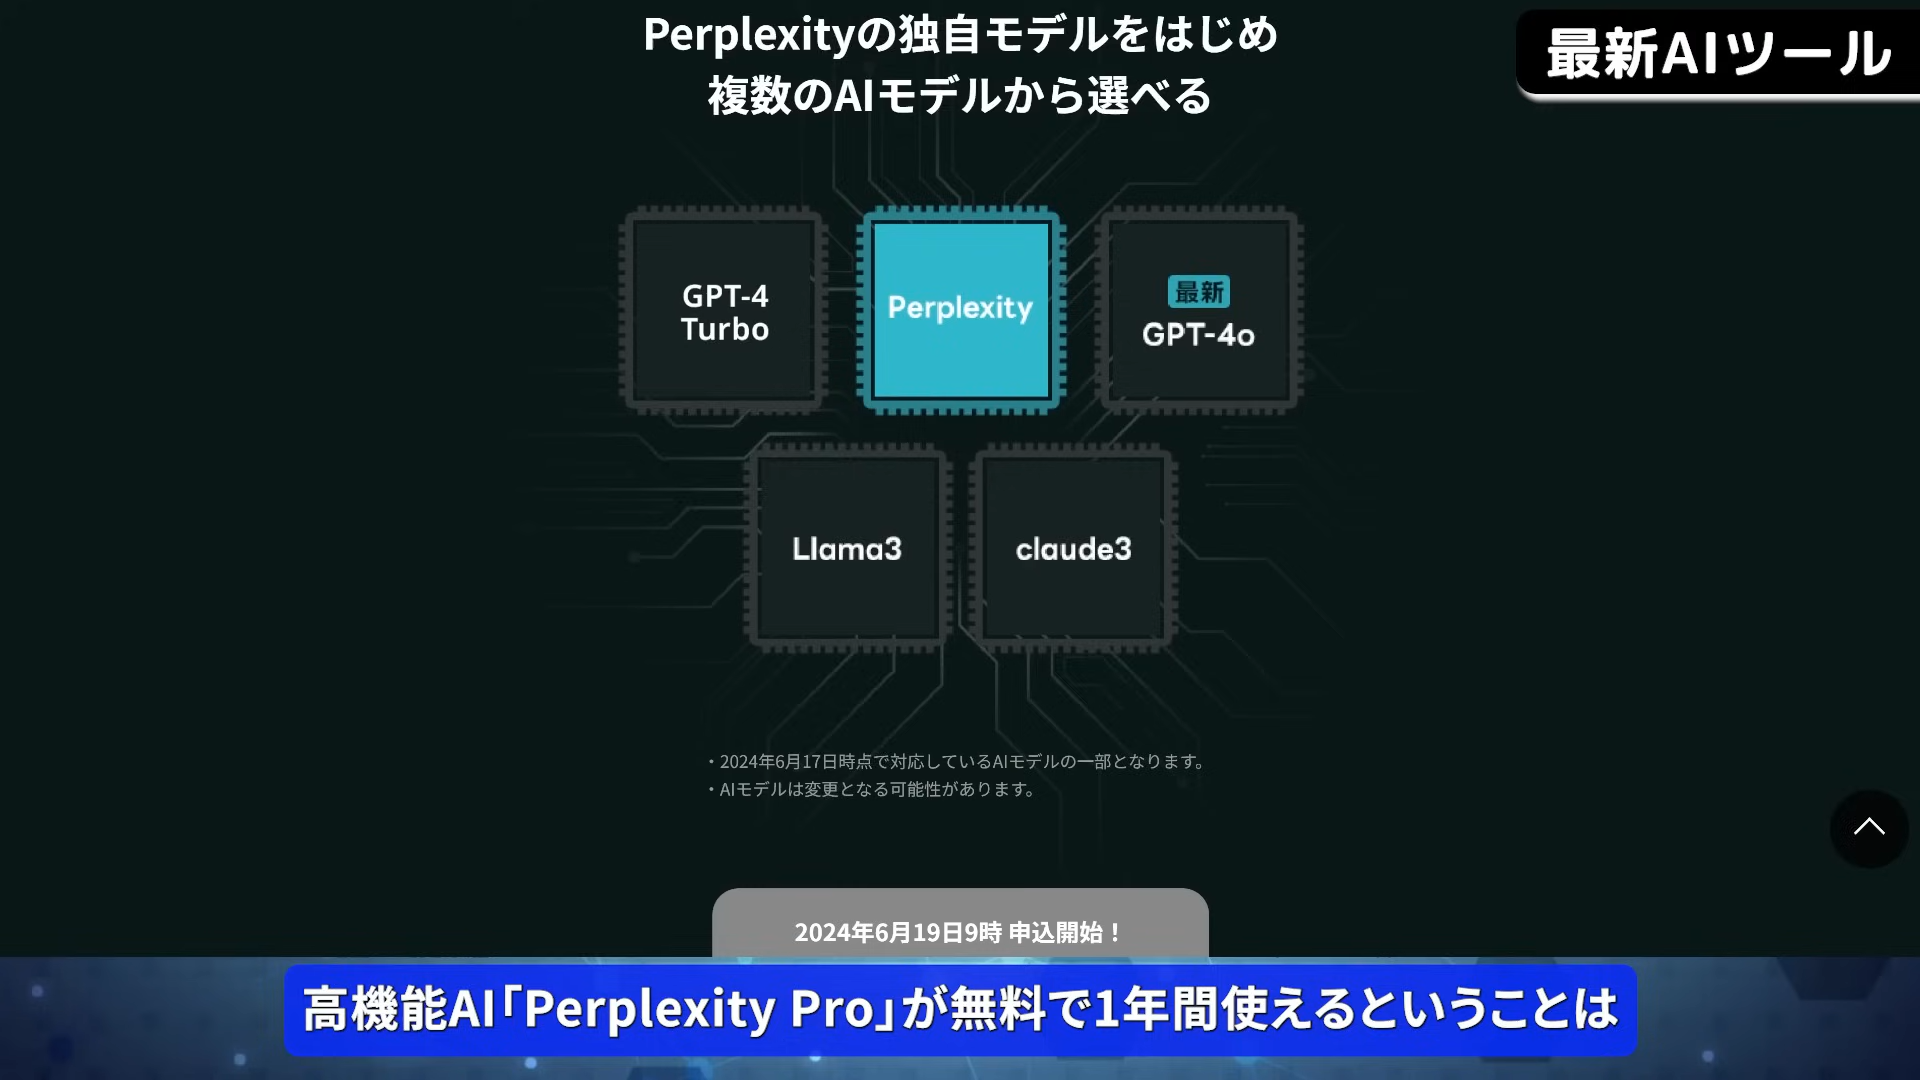 Perplexityの独自モデルをはじめ
複数のAIモデルから選べる
最新AIツール
GPT-4
Turbo
Perplexity
最新
GPT-4o
Llama3
claude3
・2024年6月17日時点で対応しているAIモデルの一部となります。
・AIモデルは変更となる可能性があります。
2024年6月19日9時 申込開始！
高機能AI「Perplexity Pro」が無料で1年間使えるということは